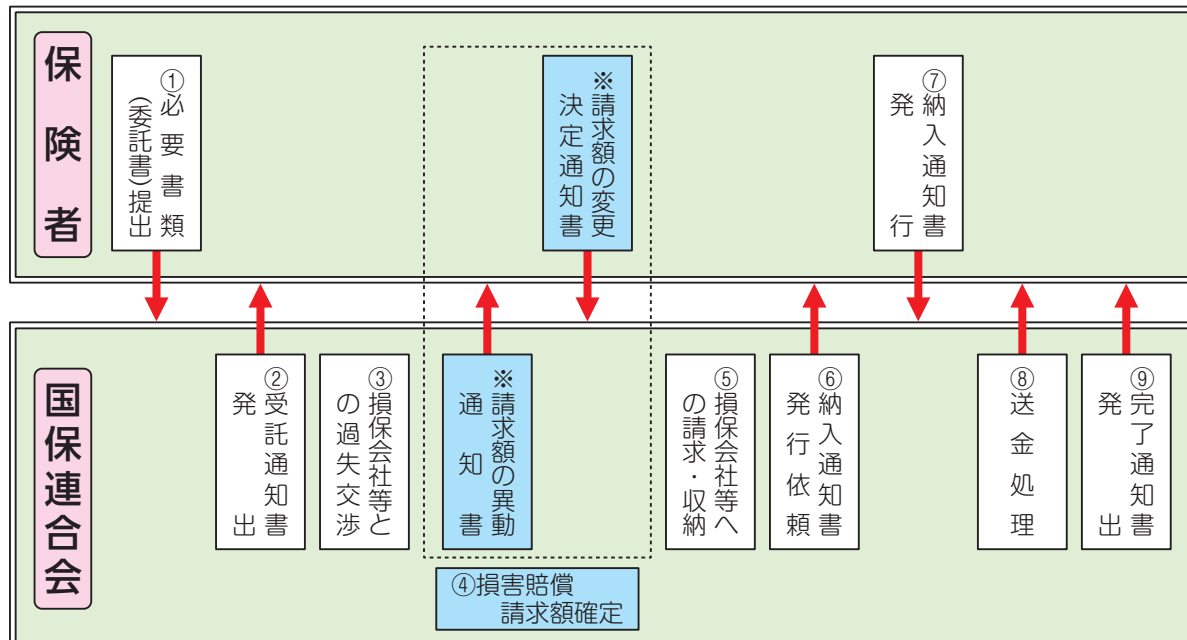 保険者
①必要書類
(委託書)提出
※請求額の変更
決定通知書
⑦納入通知書
発行
国保連合会
②受託通知書
発出
③損保会社等と
の過失交渉
※請求額の異動
通知書
④損害賠償
請求額確定
⑤損保会社等へ
の請求・収納
⑥納入通知書
発行依頼
⑧送金処理
⑨完了通知書
発出